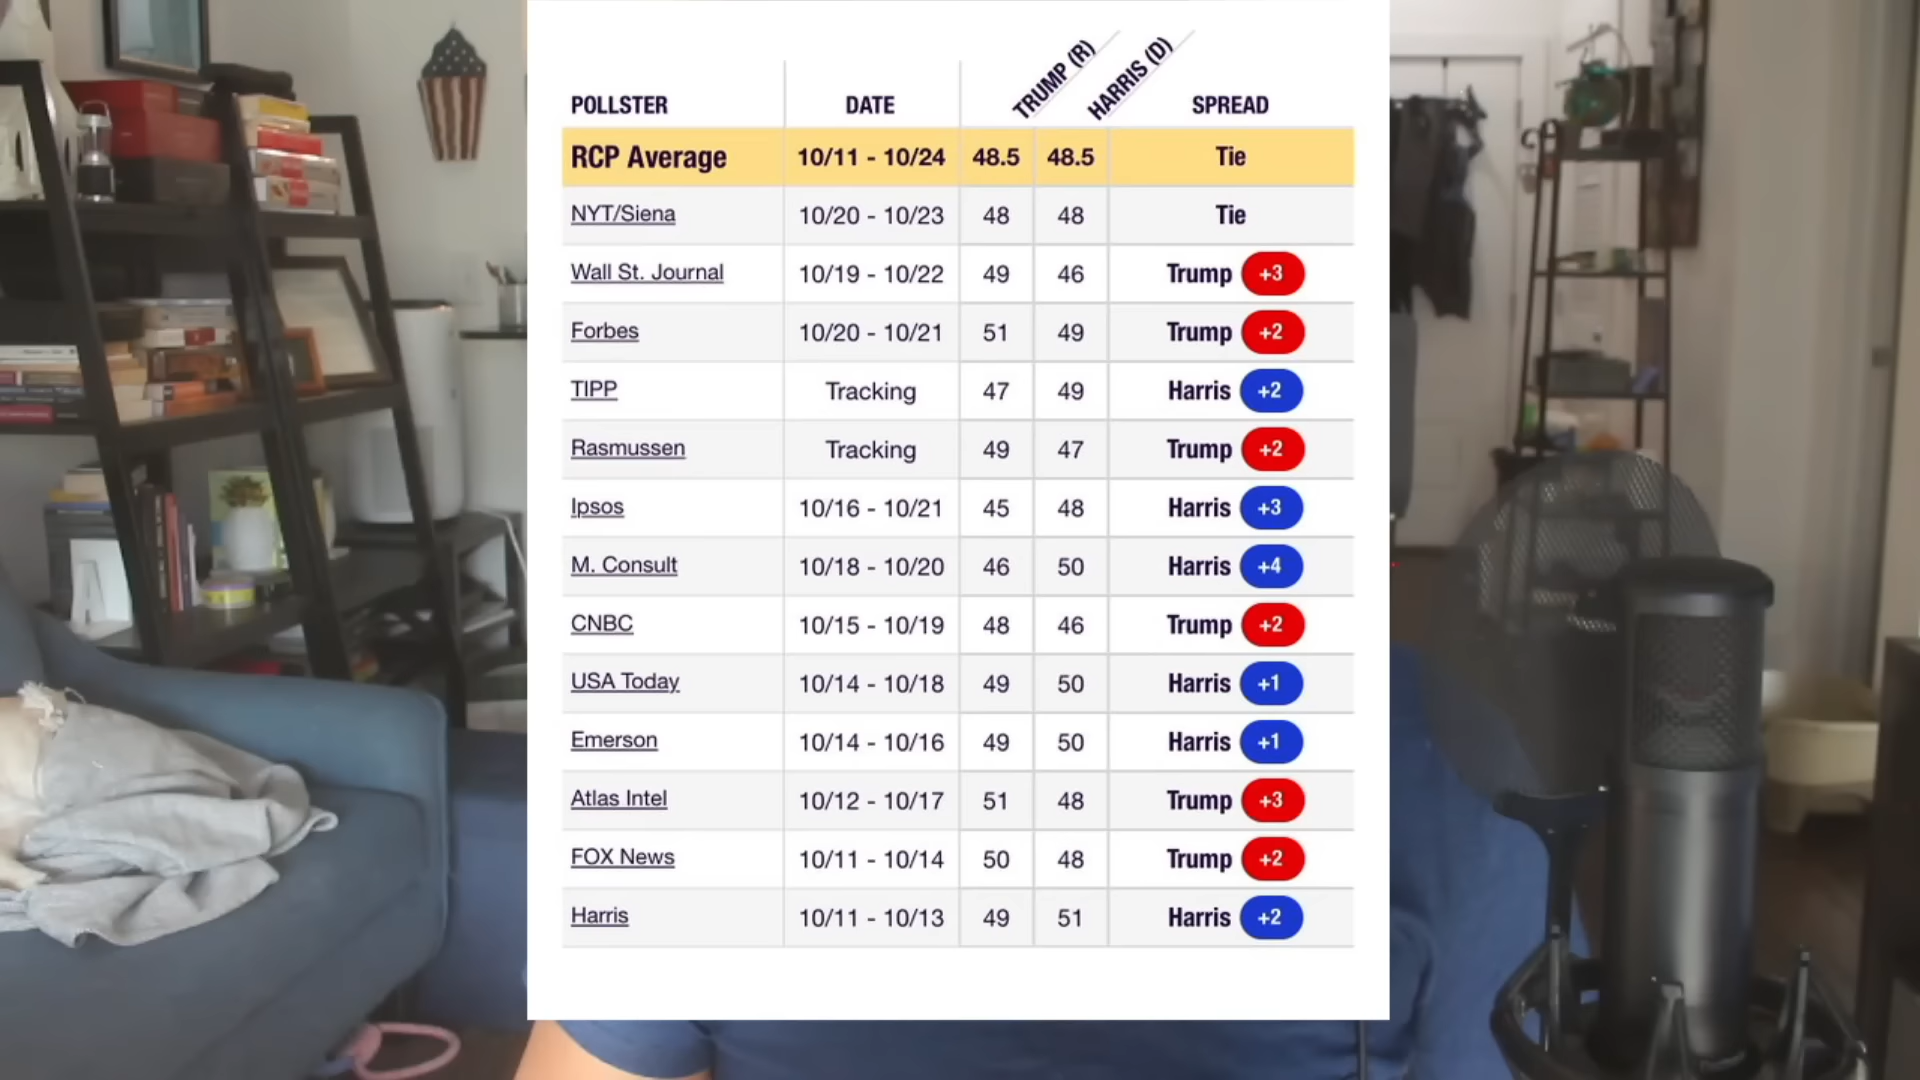 POLLSTER DATE TRUMP (R) HARRIS (D) SPREAD
RCP Average 10/11 - 10/24 48.5 48.5 Tie
NYT/Siena 10/20 - 10/23 48 48 Tie
Wall St. Journal 10/19 - 10/22 49 46 Trump +3
Forbes 10/20 - 10/21 51 49 Trump +2
TIPP Tracking 47 49 Harris +2
Rasmussen Tracking 49 47 Trump +2
Ipsos 10/16 - 10/21 45 48 Harris +3
M. Consult 10/18 - 10/20 46 50 Harris +4
CNBC 10/15 - 10/19 48 46 Trump +2
USA Today 10/14 - 10/18 49 50 Harris +1
Emerson 10/14 - 10/16 49 50 Harris +1
Atlas Intel 10/12 - 10/17 51 48 Trump +3
FOX News 10/11 - 10/14 50 48 Trump +2
Harris 10/11 - 10/13 49 51 Harris +2